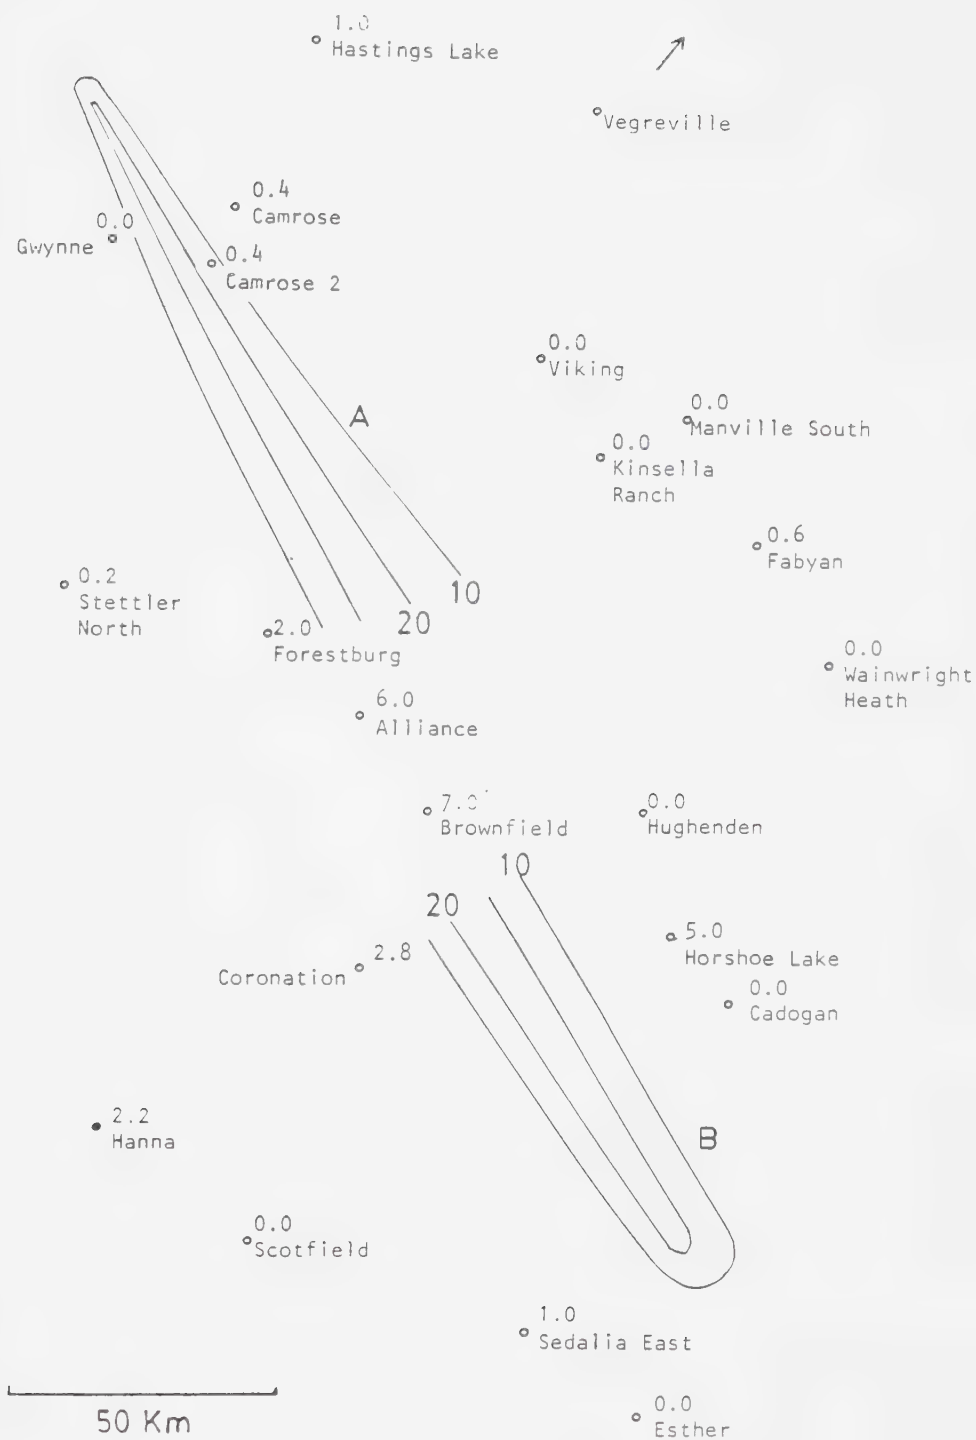 1.0
Hastings Lake
Vegreville
0.4
Camrose
0.0
Gwynne
0.4
Camrose 2
0.0
Viking
A
0.0
Manville South
0.0
Kinsella
Ranch
0.6
Fabyan
0.2
Stettler
North
10
20
2.0
Forestburg
0.0
Wainwright
Heath
6.0
Alliance
7.0
Brownfield
0.0
Hughenden
10
20
5.0
Horshoe Lake
2.8
Coronation
0.0
Cadogan
2.2
Hanna
B
0.0
Scotfield
1.0
Sedalia East
50 Km
0.0
Esther